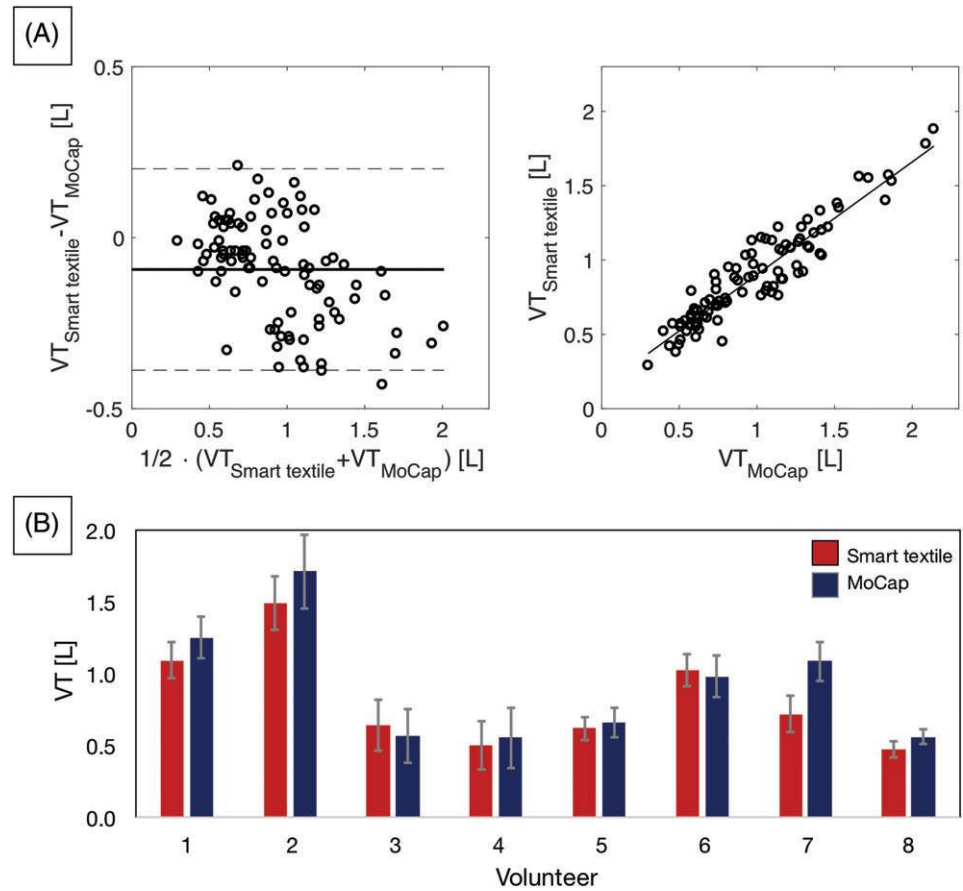 (A)
VT_Smart textile-VT_MoCap [L]
0.5
0
-0.5
0 0.5 1 1.5 2
1/2 · (VT_Smart textile+VT_MoCap) [L]
VT_Smart textile [L]
2
1.5
1
0.5
0
0 0.5 1 1.5 2
VT_MoCap [L]
(B)
VT [L]
2.0
1.5
1.0
0.5
0.0
Smart textile
MoCap
1 2 3 4 5 6 7 8
Volunteer